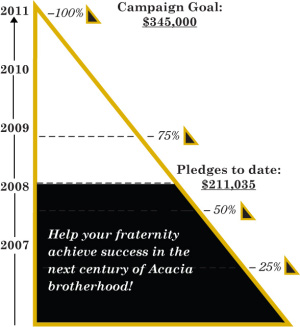 2011
–100%
Campaign Goal:
$345,000
2010
2009
–75%
Pledges to date:
$211,035
2008
–50%
2007
Help your fraternity
achieve success in the
next century of Acacia
brotherhood!
–25%